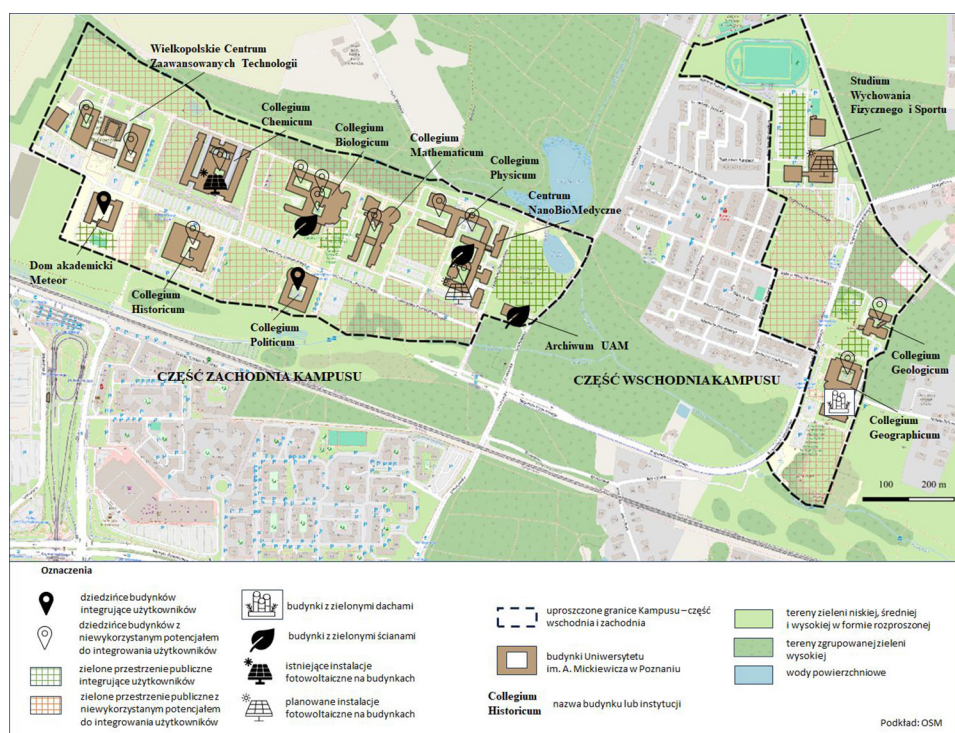 Wielkopolskie Centrum
Zaawansowanych Technologii
Collegium
Chemicum
Collegium
Biologicum
Collegium
Mathematicum
Collegium
Physicum
Centrum
NanoBioMedyczne
Studium
Wychowania
Fizycznego i Sportu
Dom akademicki
Meteor
Collegium
Historicum
Collegium
Politicum
Archiwum UAM
Collegium
Geologicum
Collegium
Geographicum
CZĘŚĆ ZACHODNIA KAMPUSU
CZĘŚĆ WSCHODNIA KAMPUSU
100 200 m
Oznaczenia
dziedzińce budynków
integrujące użytkowników
dziedzińce budynków z
niewykorzystanym potencjałem
do integrowania użytkowników
zielone przestrzenie publiczne
integrujące użytkowników
zielone przestrzenie publiczne z
niewykorzystanym potencjałem
do integrowania użytkowników
budynki z zielonymi dachami
budynki z zielonymi ścianami
istniejące instalacje
fotowoltaiczne na budynkach
planowane instalacje
fotowoltaiczne na budynkach
uproszczone granice Kampusu – część
wschodnia i zachodnia
budynki Uniwersytetu
im. A. Mickiewicza w Poznaniu
Collegium
Historicum
nazwa budynku lub instytucji
tereny zieleni niskiej, średniej
i wysokiej w formie rozproszonej
tereny zgrupowanej zieleni
wysokiej
wody powierzchniowe
Podkład: OSM